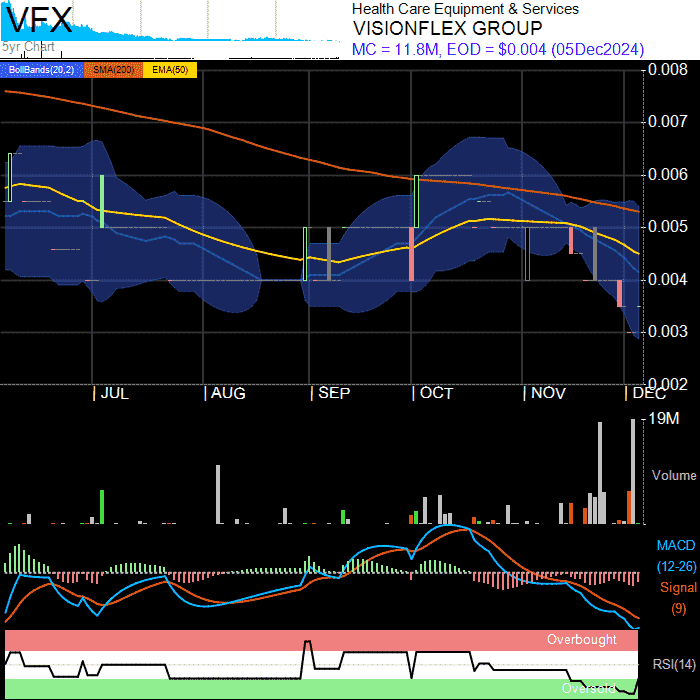 VFX
5yr Chart
Health Care Equipment & Services
VISIONFLEX GROUP
MC = 11.8M, EOD = $0.004 (05Dec2024)
BollBands(20,2) SMA(200) EMA(50)
0.008
0.007
0.006
0.005
0.004
0.003
0.002
| JUL | AUG | SEP | OCT | NOV | DEC
19M
Volume
MACD
(12-26)
Signal
(9)
Overbought
RSI(14)
Oversold